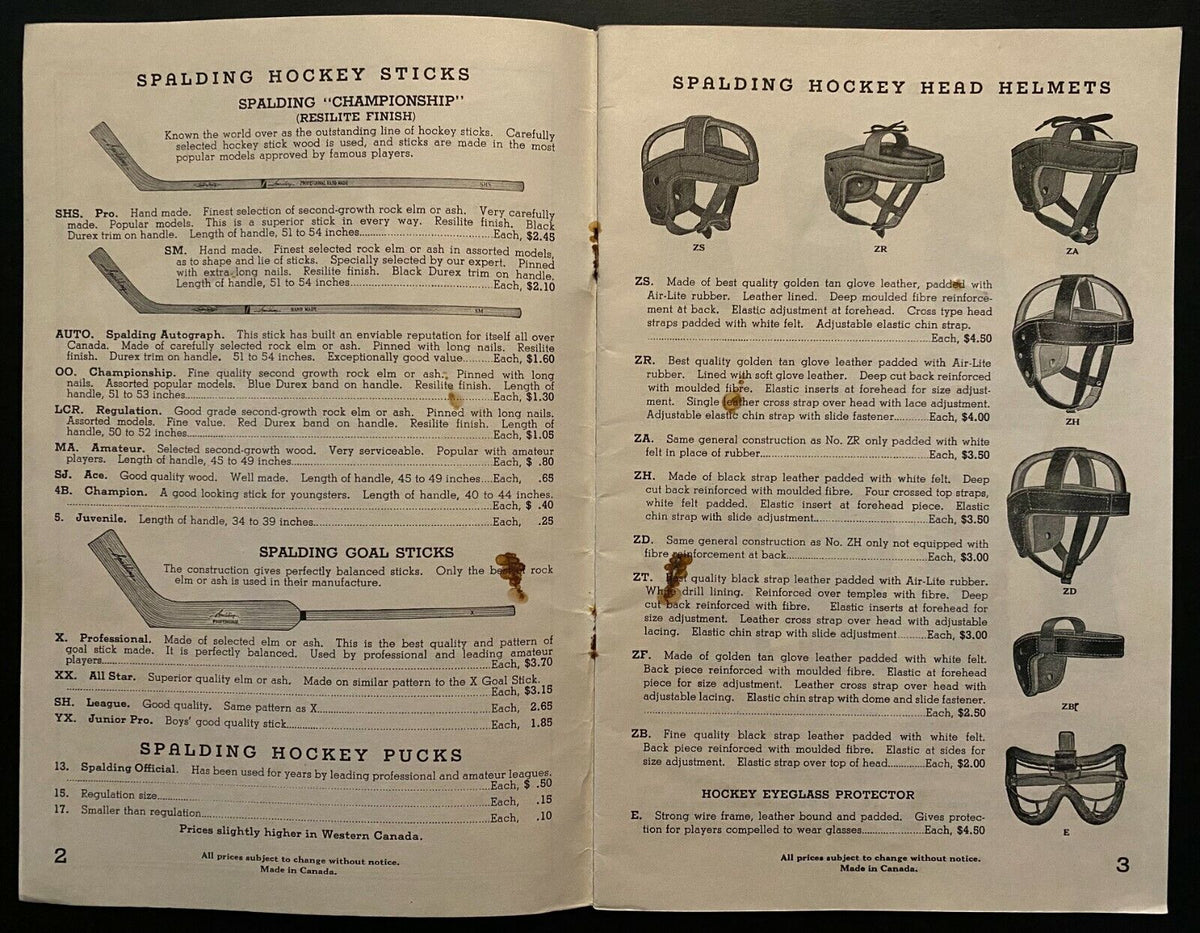 SPALDING HOCKEY STICKS
SPALDING "CHAMPIONSHIP"
(RESILITE FINISH)
Known the world over as the outstanding line of hockey sticks. Carefully
selected hockey stick wood is used, and sticks are made in the most
popular models approved by famous players.
Spalding PROFESSIONAL HAND MADE SHS
SHS. Pro. Hand made. Finest selection of second-growth rock elm or ash. Very carefully
made. Popular models. This is a superior stick in every way. Resilite finish. Black
Durex trim on handle. Length of handle, 51 to 54 inches....Each, $2.45
SM. Hand made. Finest selected rock elm or ash in assorted models,
as to shape and lie of sticks. Specially selected by our expert. Pinned
with extra long nails. Resilite finish. Black Durex trim on handle.
Length of handle, 51 to 54 inches....Each, $2.10
HAND MADE SM
AUTO. Spalding Autograph. This stick has built an enviable reputation for itself all over
Canada. Made of carefully selected rock elm or ash. Pinned with long nails. Resilite
finish. Durex trim on handle. 51 to 54 inches. Exceptionally good value....Each, $1.60
OO. Championship. Fine quality second growth rock elm or ash. Pinned with long
nails. Assorted popular models. Blue Durex band on handle. Resilite finish. Length of
handle, 51 to 53 inches....Each, $1.30
LCR. Regulation. Good grade second-growth rock elm or ash. Pinned with long nails.
Assorted models. Fine value. Red Durex band on handle. Resilite finish. Length of
handle, 50 to 52 inches....Each, $1.05
MA. Amateur. Selected second-growth wood. Very serviceable. Popular with amateur
players. Length of handle, 45 to 49 inches....Each, $ .80
SJ. Ace. Good quality wood. Well made. Length of handle, 45 to 49 inches....Each, .65
4B. Champion. A good looking stick for youngsters. Length of handle, 40 to 44 inches.
....Each, $ .40
5. Juvenile. Length of handle, 34 to 39 inches....Each, .25
SPALDING GOAL STICKS
The construction gives perfectly balanced sticks. Only the rock
elm or ash is used in their manufacture.
Spalding
X
X. Professional. Made of selected elm or ash. This is the best quality and pattern of
goal stick made. It is perfectly balanced. Used by professional and leading amateur
players....Each, $3.70
XX. All Star. Superior quality elm or ash. Made on similar pattern to the X Goal Stick.
....Each, $3.15
SH. League. Good quality. Same pattern as X....Each, 2.65
YX. Junior Pro. Boys' good quality stick....Each, 1.85
SPALDING HOCKEY PUCKS
13. Spalding Official. Has been used for years by leading professional and amateur leagues.
....Each, $ .50
15. Regulation size....Each, .15
17. Smaller than regulation....Each, .10
Prices slightly higher in Western Canada.
2
All prices subject to change without notice.
Made in Canada.
SPALDING HOCKEY HEAD HELMETS
ZS
ZR
ZA
ZS. Made of best quality golden tan glove leather, padded with
Air-Lite rubber. Leather lined. Deep moulded fibre reinforce-
ment at back. Elastic adjustment at forehead. Cross type head
straps padded with white felt. Adjustable elastic chin strap.
....Each, $4.50
ZR. Best quality golden tan glove leather padded with Air-Lite
rubber. Lined with soft glove leather. Deep cut back reinforced
with moulded fibre. Elastic inserts at forehead for size adjust-
ment. Single leather cross strap over head with lace adjustment.
Adjustable elastic chin strap with slide fastener....Each, $4.00
ZH
ZA. Same general construction as No. ZR only padded with white
felt in place of rubber....Each, $3.50
ZH. Made of black strap leather padded with white felt. Deep
cut back reinforced with moulded fibre. Four crossed top straps,
white felt padded. Elastic insert at forehead piece. Elastic
chin strap with slide adjustment....Each, $3.50
ZD. Same general construction as No. ZH only not equipped with
fibre reinforcement at back....Each, $3.00
ZD
ZT. Best quality black strap leather padded with Air-Lite rubber.
White drill lining. Reinforced over temples with fibre. Deep
cut back reinforced with fibre. Elastic inserts at forehead for
size adjustment. Leather cross strap over head with adjustable
lacing. Elastic chin strap with slide adjustment....Each, $3.00
ZF. Made of golden tan glove leather padded with white felt.
Back piece reinforced with moulded fibre. Elastic at forehead
piece for size adjustment. Leather cross strap over head with
adjustable lacing. Elastic chin strap with dome and slide fastener.
....Each, $2.50
ZB
ZB. Fine quality black strap leather padded with white felt.
Back piece reinforced with moulded fibre. Elastic at sides for
size adjustment. Elastic strap over top of head....Each, $2.00
HOCKEY EYEGLASS PROTECTOR
E. Strong wire frame, leather bound and padded. Gives protec-
tion for players compelled to wear glasses....Each, $4.50
E
All prices subject to change without notice.
Made in Canada.
3